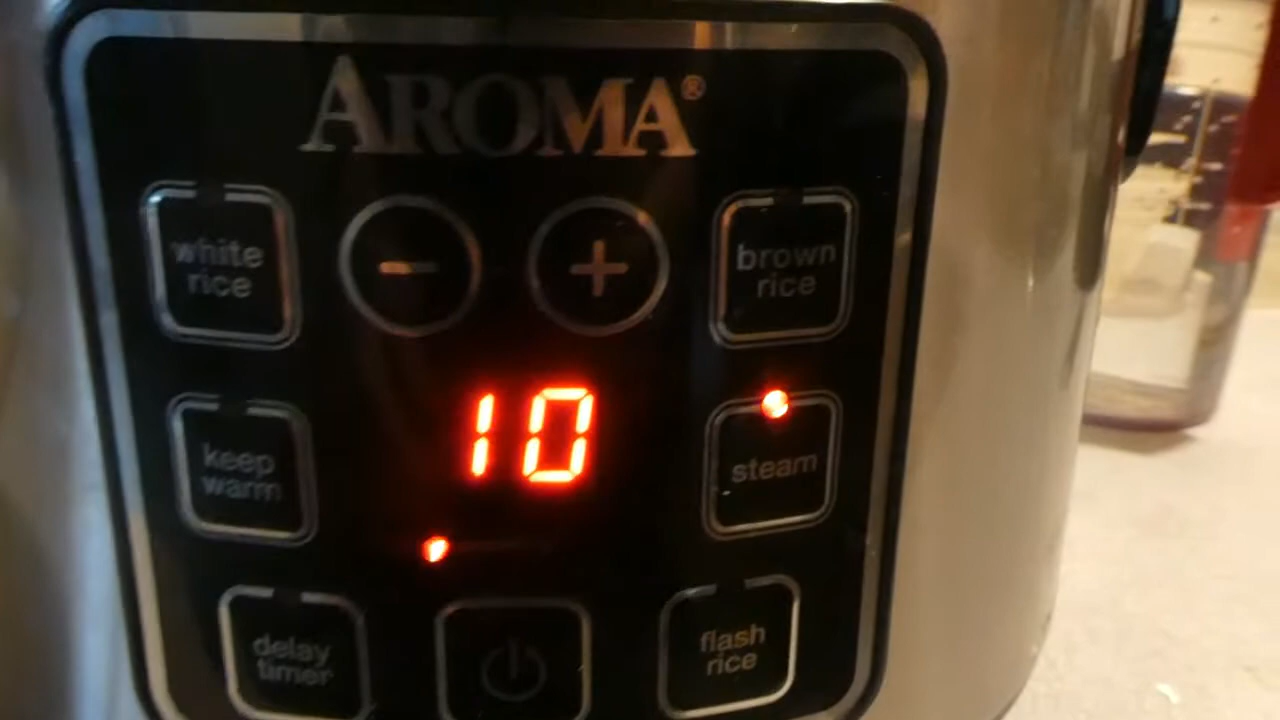 AROMA®
white
rice
−
+
brown
rice
10
keep
warm
steam
delay
timer
flash
rice